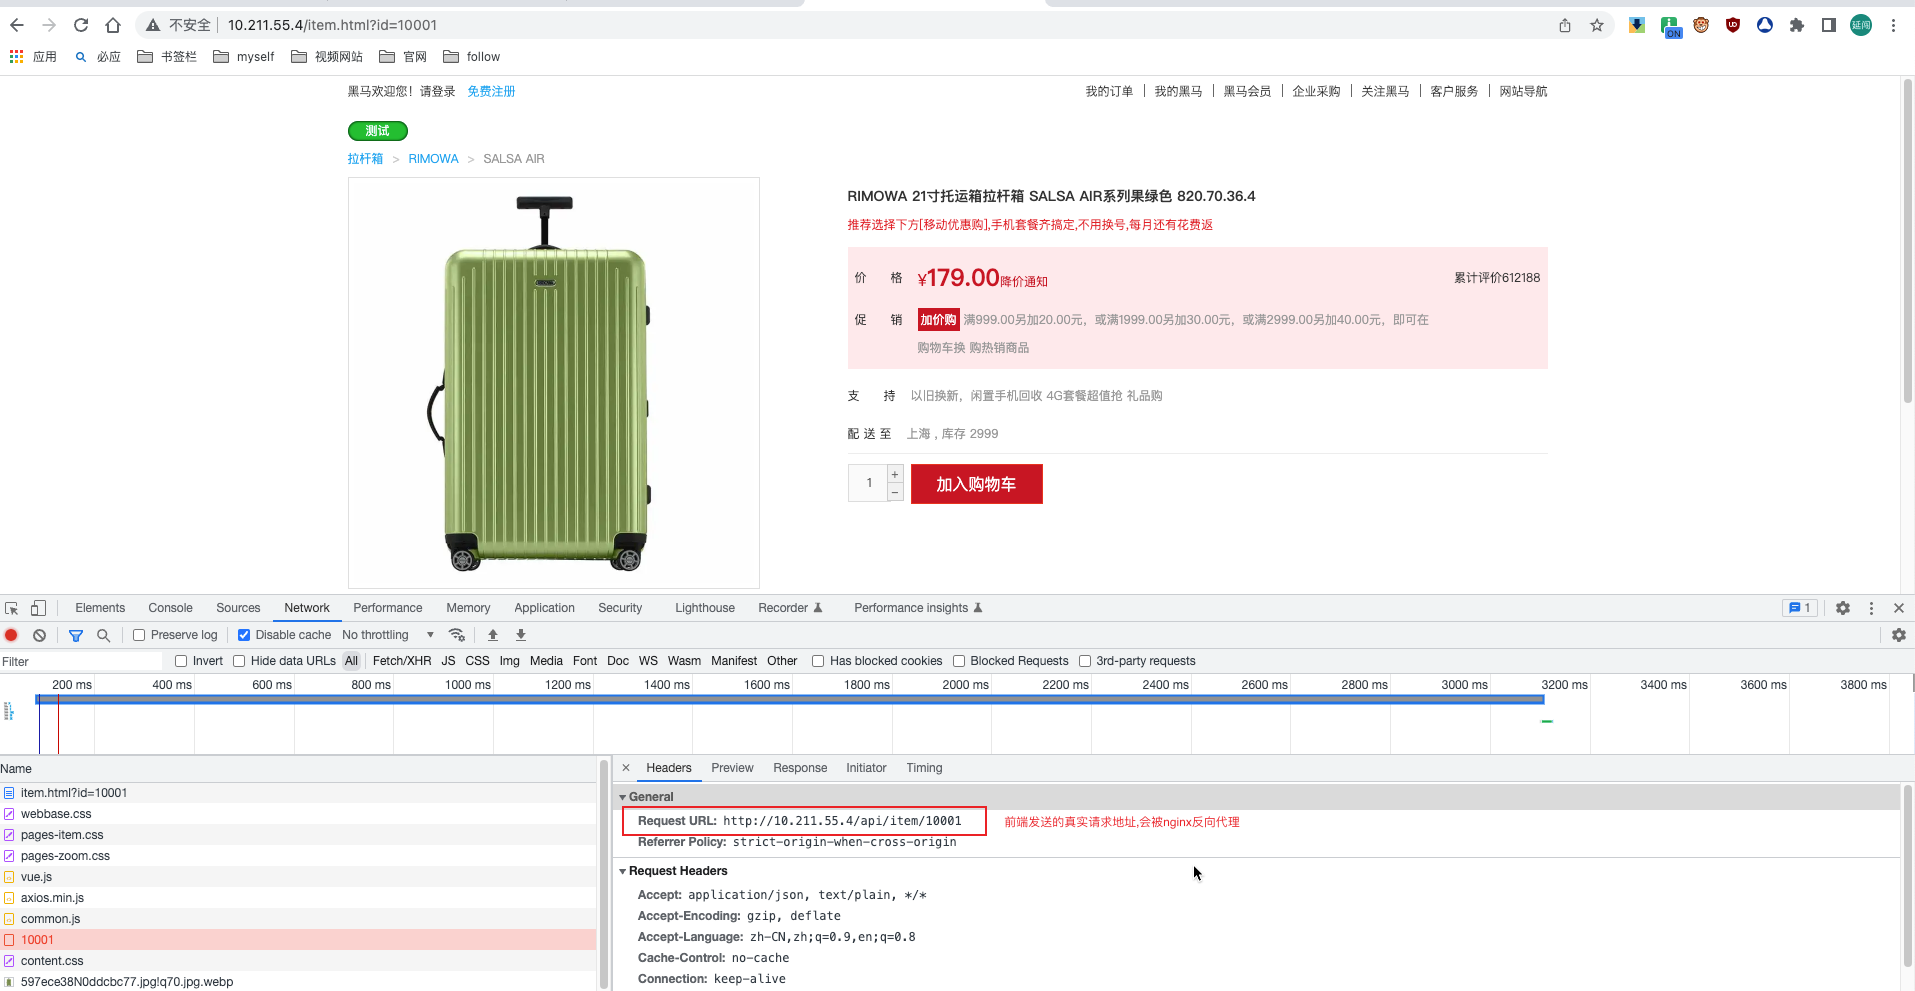 不安全 10.211.55.4/item.html?id=10001
ON
UO
延闯
应用 必应 书签栏 myself 视频网站 官网 follow
黑马欢迎您！请登录 免费注册
我的订单 我的黑马 黑马会员 企业采购 关注黑马 客户服务 网站导航
测试
拉杆箱 > RIMOWA > SALSA AIR
RIMOWA 21寸托运箱拉杆箱 SALSA AIR系列果绿色 820.70.36.4
推荐选择下方[移动优惠购],手机套餐齐搞定,不用换号,每月还有花费返
价 格 ¥179.00降价通知 累计评价612188
促 销 加价购 满999.00另加20.00元，或满1999.00另加30.00元，或满2999.00另加40.00元，即可在
购物车换 购热销商品
支 持 以旧换新，闲置手机回收 4G套餐超值抢 礼品购
配 送 至 上海 , 库存 2999
1 + − 加入购物车
Elements Console Sources Network Performance Memory Application Security Lighthouse Recorder Performance insights 1
Preserve log Disable cache No throttling
Filter Invert Hide data URLs All Fetch/XHR JS CSS Img Media Font Doc WS Wasm Manifest Other Has blocked cookies Blocked Requests 3rd-party requests
200 ms 400 ms 600 ms 800 ms 1000 ms 1200 ms 1400 ms 1600 ms 1800 ms 2000 ms 2200 ms 2400 ms 2600 ms 2800 ms 3000 ms 3200 ms 3400 ms 3600 ms 3800 ms
Name
item.html?id=10001
webbase.css
pages-item.css
pages-zoom.css
vue.js
axios.min.js
common.js
10001
content.css
597ece38N0ddcbc77.jpg!q70.jpg.webp
× Headers Preview Response Initiator Timing
General
Request URL: http://10.211.55.4/api/item/10001 前端发送的真实请求地址,会被nginx反向代理
Referrer Policy: strict-origin-when-cross-origin
Request Headers
Accept: application/json, text/plain, */*
Accept-Encoding: gzip, deflate
Accept-Language: zh-CN,zh;q=0.9,en;q=0.8
Cache-Control: no-cache
Connection: keep-alive